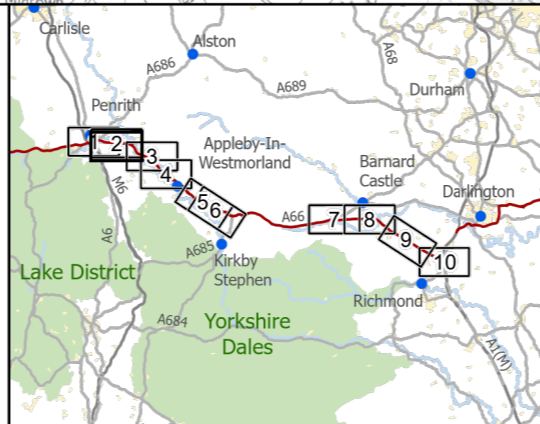 Carlisle
Alston
A686
A689
A68
Durham
Penrith
1
2
3
4
5
6
Appleby-In-
Westmorland
Barnard
Castle
Darlington
A66
7
8
9
10
M6
A6
A685
Kirkby
Stephen
Lake District
Richmond
A684
Yorkshire
Dales
A1(M)